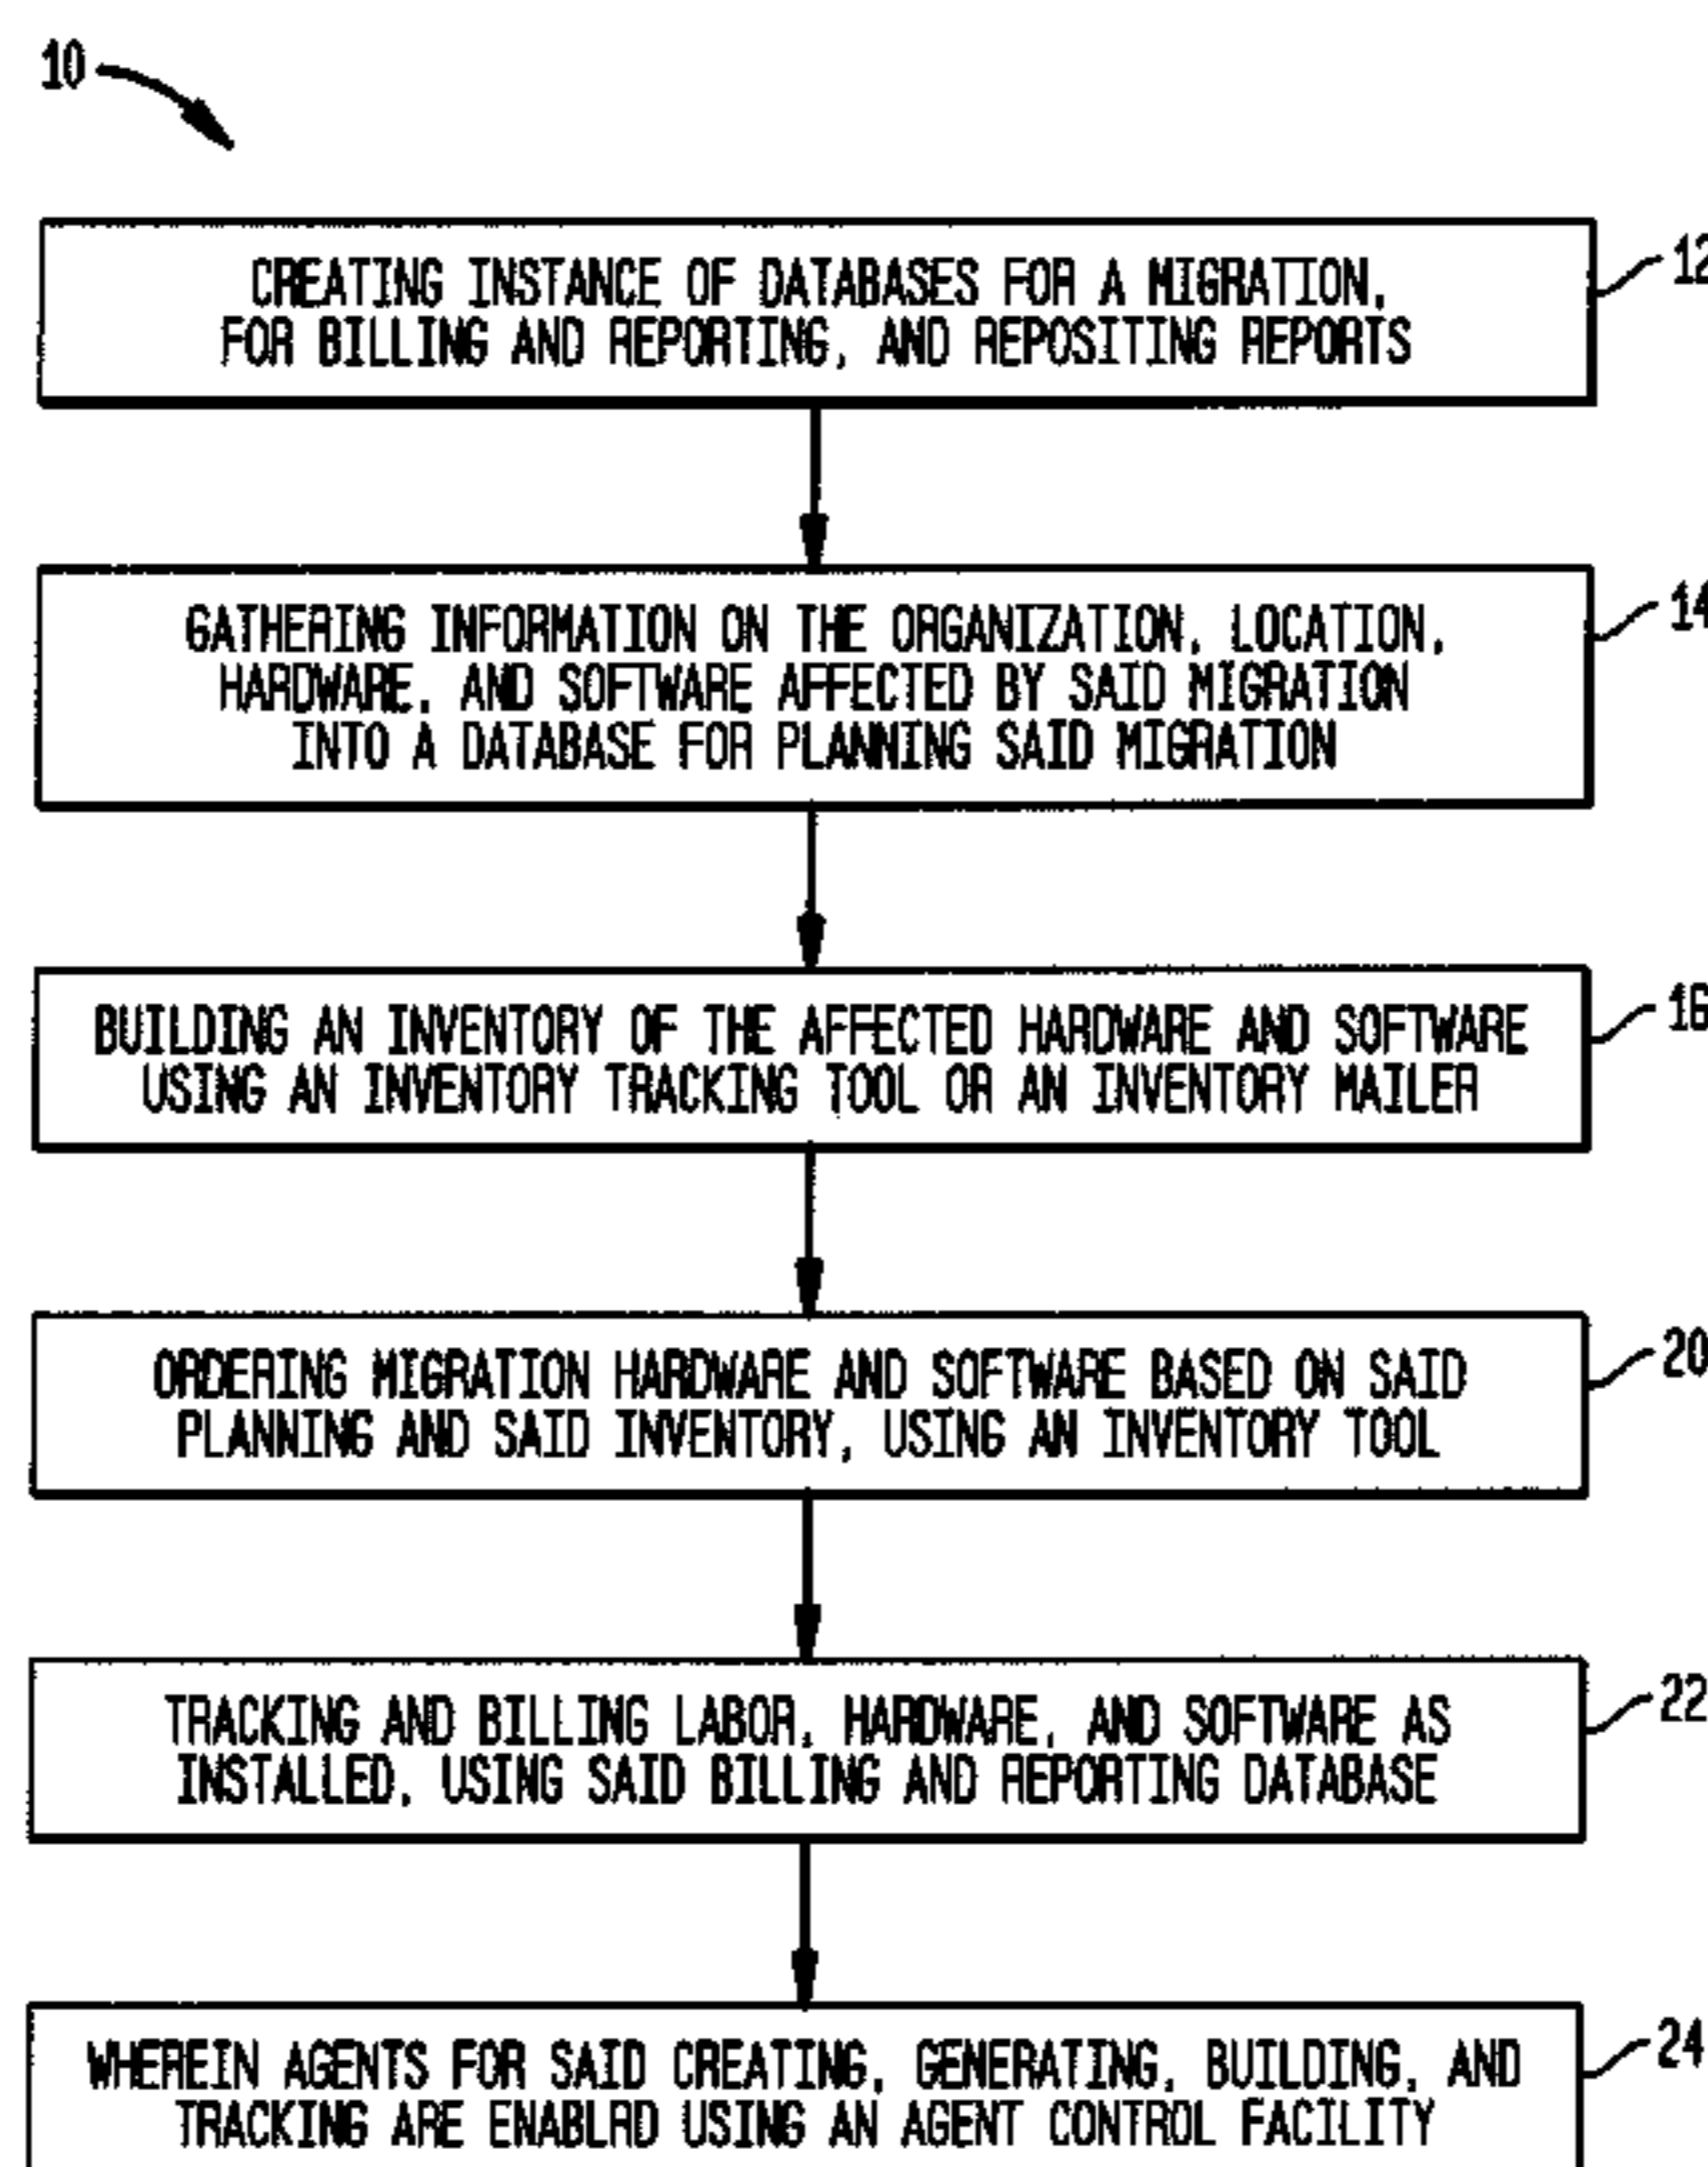 10
CREATING INSTANCE OF DATABASES FOR A MIGRATION,
FOR BILLING AND REPORTING, AND REPOSITING REPORTS
12
GATHERING INFORMATION ON THE ORGANIZATION, LOCATION,
HARDWARE, AND SOFTWARE AFFECTED BY SAID MIGRATION
INTO A DATABASE FOR PLANNING SAID MIGRATION
14
BUILDING AN INVENTORY OF THE AFFECTED HARDWARE AND SOFTWARE
USING AN INVENTORY TRACKING TOOL OR AN INVENTORY MAILER
16
ORDERING MIGRATION HARDWARE AND SOFTWARE BASED ON SAID
PLANNING AND SAID INVENTORY, USING AN INVENTORY TOOL
20
TRACKING AND BILLING LABOR, HARDWARE, AND SOFTWARE AS
INSTALLED, USING SAID BILLING AND REPORTING DATABASE
22
WHEREIN AGENTS FOR SAID CREATING, GENERATING, BUILDING, AND
TRACKING ARE ENABLRD USING AN AGENT CONTROL FACILITY
24